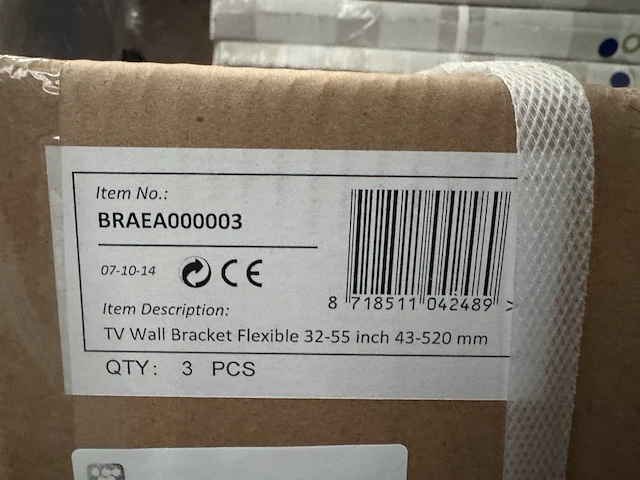 Item No.:
BRAEA000003
07-10-14 CE
Item Description:
TV Wall Bracket Flexible 32-55 inch 43-520 mm
QTY: 3 PCS
8 718511 042489 >